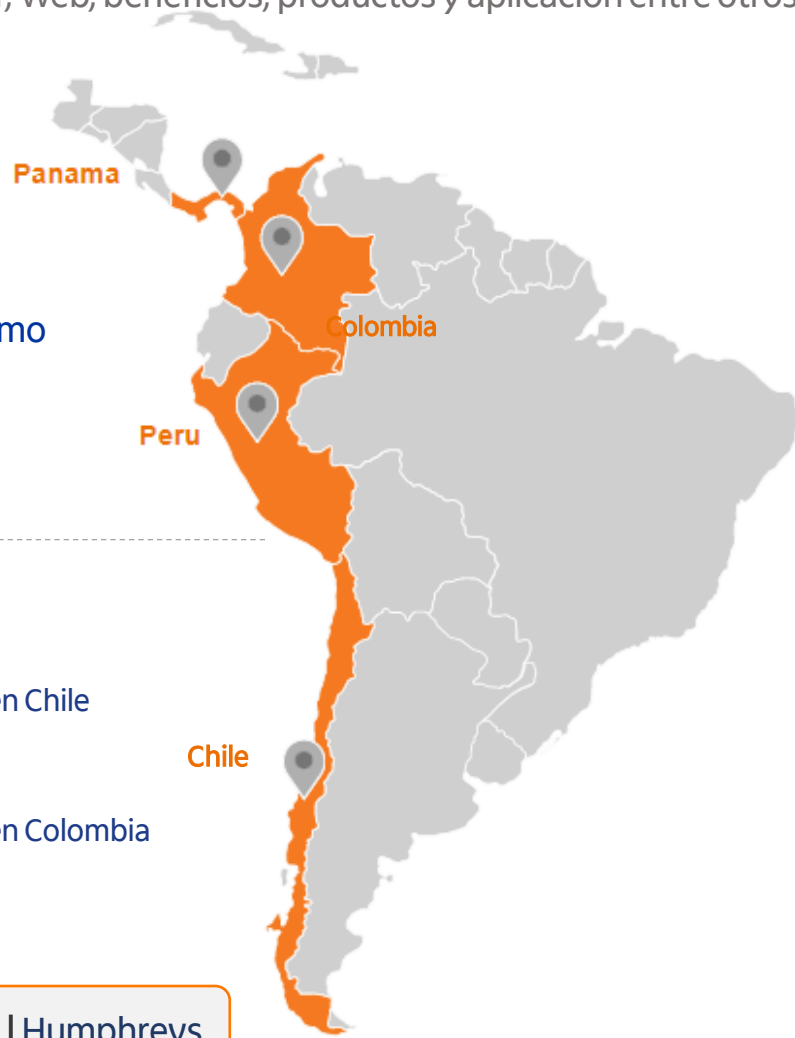 , Web, beneficios, productos y aplicación entre otros
Panama
mo
Colombia
Peru
en Chile
Chile
en Colombia
| Humphreys